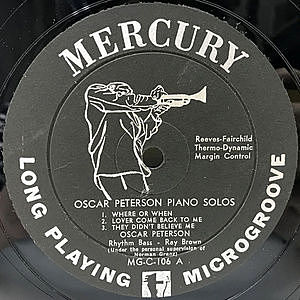 MERCURY
Reeves-Fairchild
Thermo-Dynamic
Margin Control
OSCAR PETERSON PIANO SOLOS
1. WHERE OR WHEN
2. LOVER COME BACK TO ME
3. THEY DIDN'T BELIEVE ME
OSCAR PETERSON
Rhythm Bass - Ray Brown
(Under the personal supervision of
Norman Granz)
MG-C-106 A
LONG PLAYING MICROGROOVE